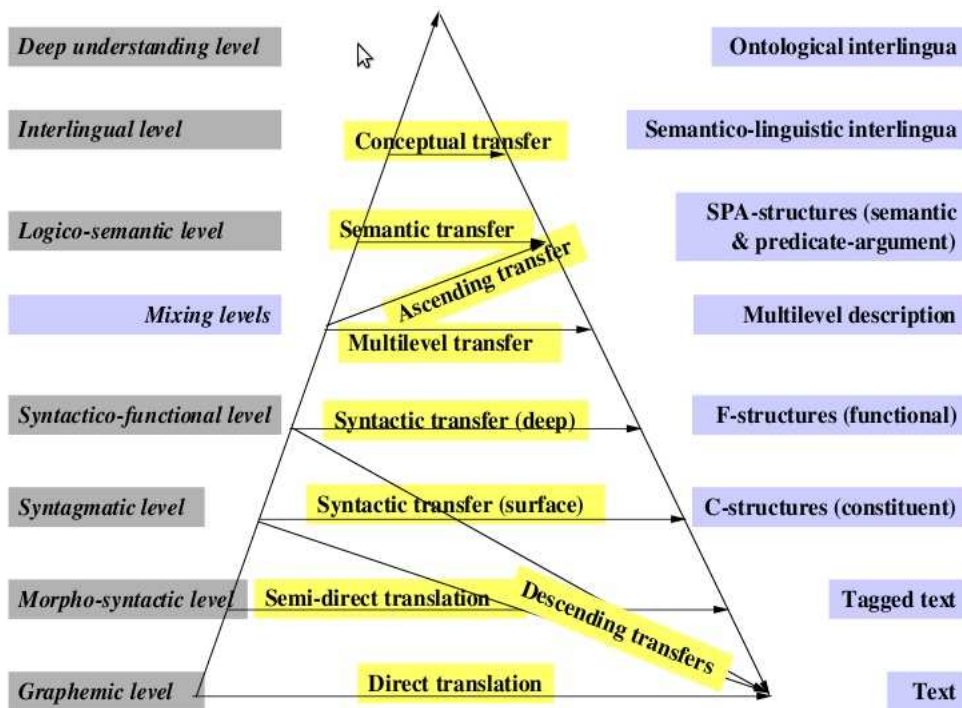 Deep understanding level
Ontological interlingua
Interlingual level
Conceptual transfer
Semantico-linguistic interlingua
Logico-semantic level
Semantic transfer
SPA-structures (semantic
& predicate-argument)
Ascending transfer
Mixing levels
Multilevel transfer
Multilevel description
Syntactico-functional level
Syntactic transfer (deep)
F-structures (functional)
Syntagmatic level
Syntactic transfer (surface)
C-structures (constituent)
Morpho-syntactic level
Semi-direct translation
Descending transfers
Tagged text
Graphemic level
Direct translation
Text